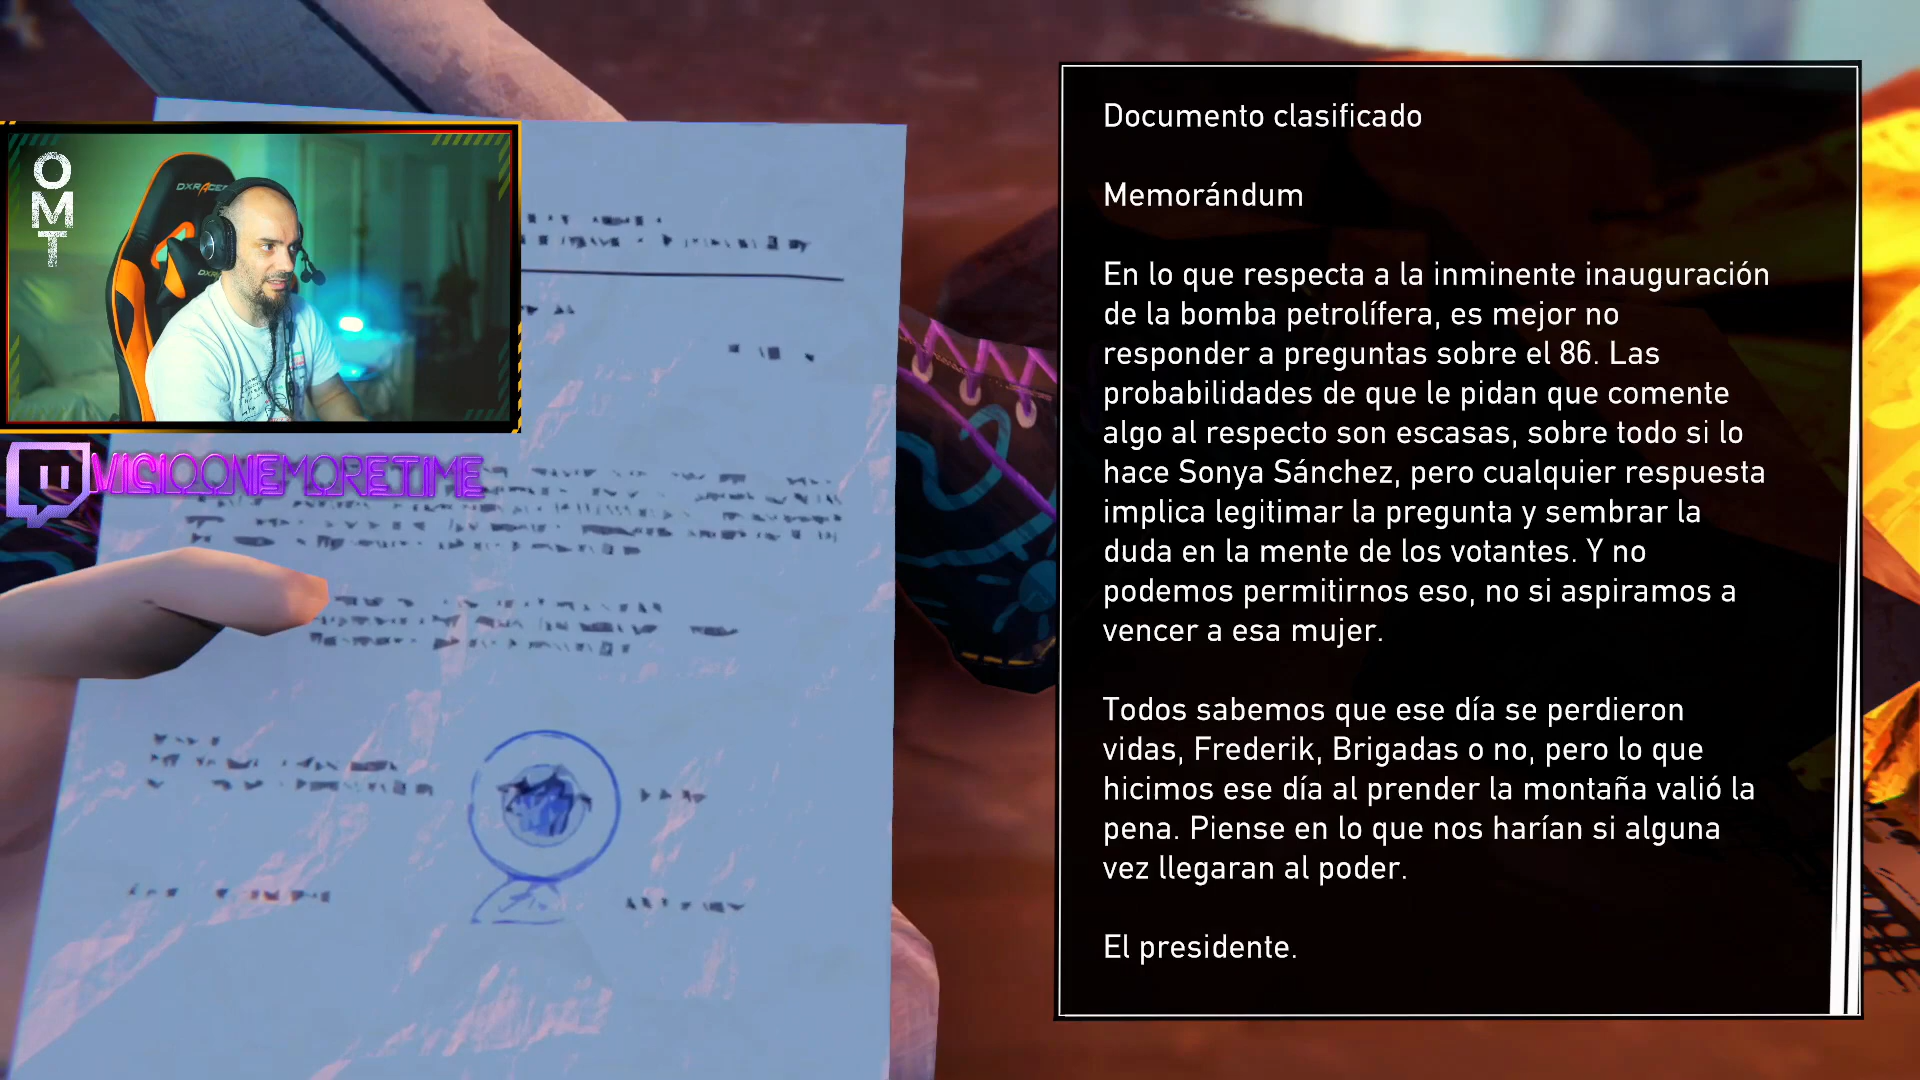 OMT
DXRACER
VICIOONEMORETIME
Documento clasificado
Memorándum
En lo que respecta a la inminente inauguración
de la bomba petrolífera, es mejor no
responder a preguntas sobre el 86. Las
probabilidades de que le pidan que comente
algo al respecto son escasas, sobre todo si lo
hace Sonya Sánchez, pero cualquier respuesta
implica legitimar la pregunta y sembrar la
duda en la mente de los votantes. Y no
podemos permitirnos eso, no si aspiramos a
vencer a esa mujer.
Todos sabemos que ese día se perdieron
vidas, Frederik, Brigadas o no, pero lo que
hicimos ese día al prender la montaña valió la
pena. Piense en lo que nos harían si alguna
vez llegaran al poder.
El presidente.